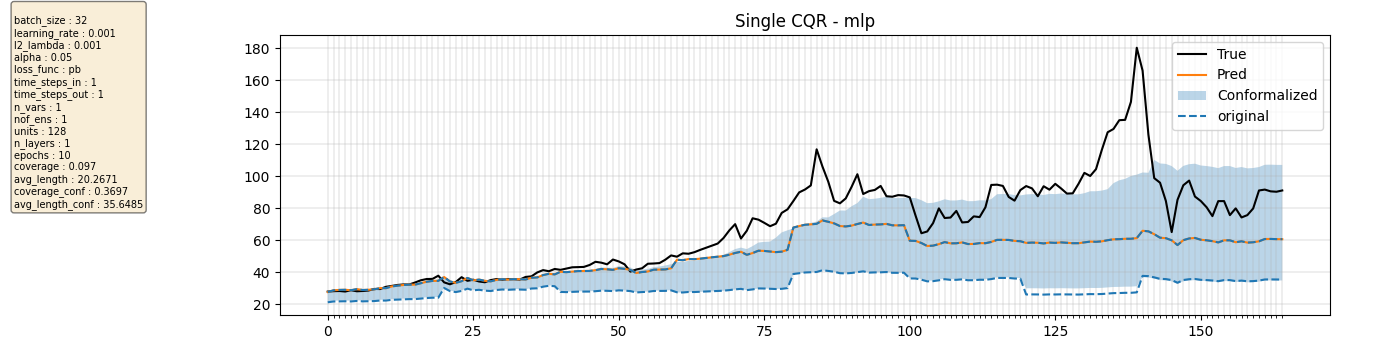 batch_size : 32
learning_rate : 0.001
l2_lambda : 0.001
alpha : 0.05
loss_func : pb
time_steps_in : 1
time_steps_out : 1
n_vars : 1
nof_ens : 1
units : 128
n_layers : 1
epochs : 10
coverage : 0.097
avg_length : 20.2671
coverage_conf : 0.3697
avg_length_conf : 35.6485
Single CQR - mlp
180
160
140
120
100
80
60
40
20
True
Pred
Conformalized
original
0 25 50 75 100 125 150